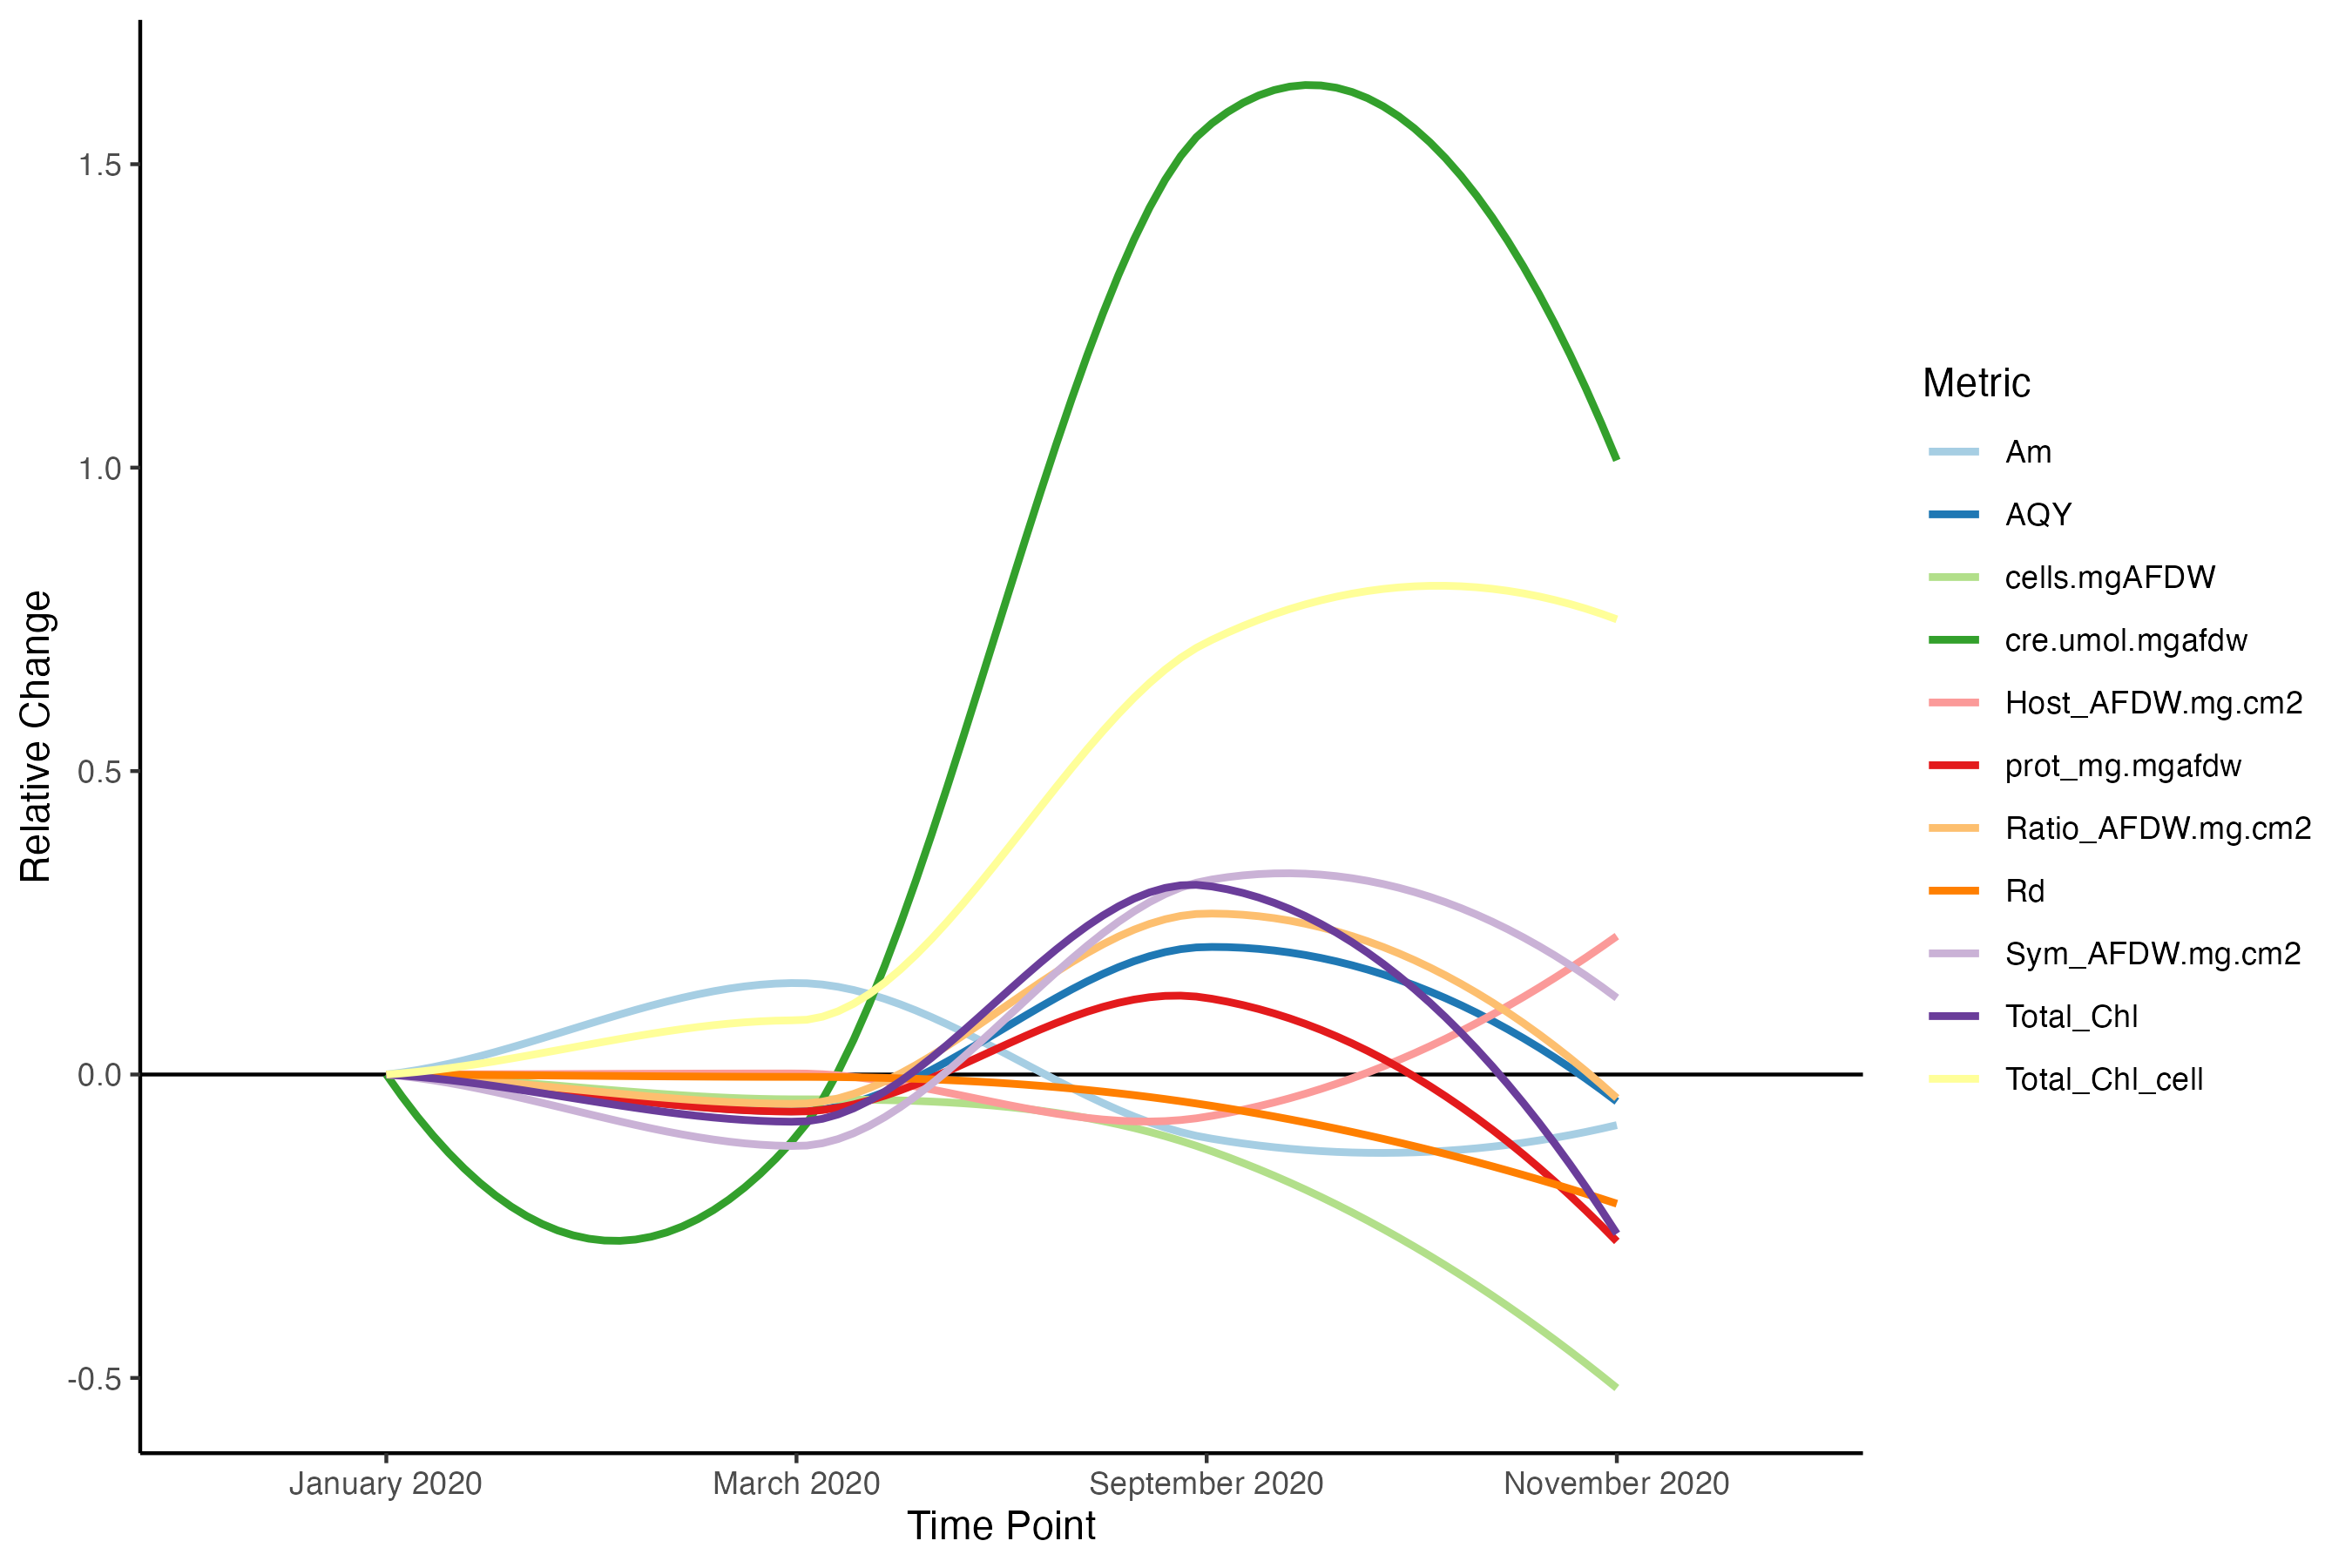 Relative Change
1.5
1.0
0.5
0.0
-0.5
January 2020
March 2020
September 2020
November 2020
Time Point
Metric
Am
AQY
cells.mgAFDW
cre.umol.mgafdw
Host_AFDW.mg.cm2
prot_mg.mgafdw
Ratio_AFDW.mg.cm2
Rd
Sym_AFDW.mg.cm2
Total_Chl
Total_Chl_cell